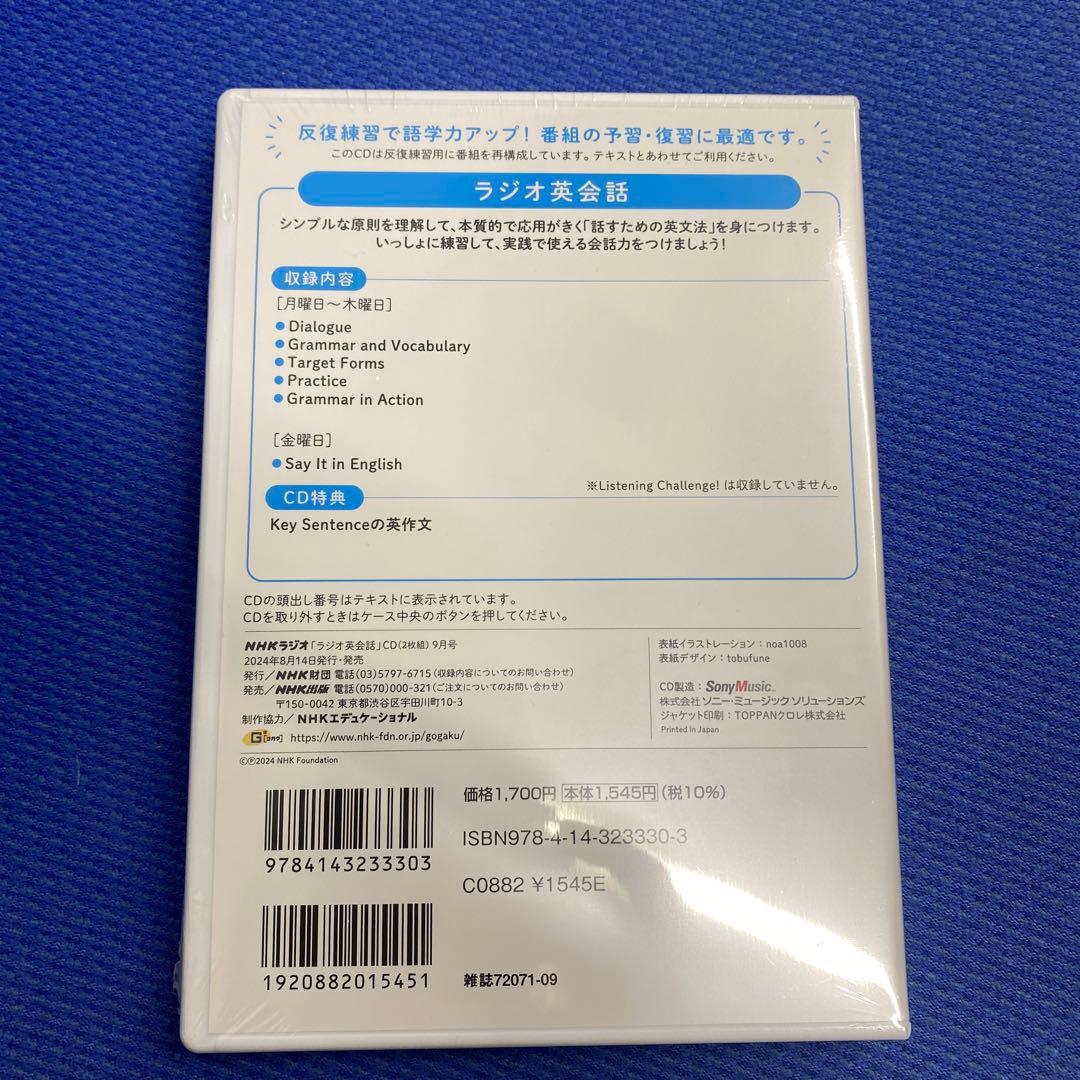 反復練習で語学力アップ! 番組の予習・復習に最適です。
このCDは反復練習用に番組を再構成しています。テキストとあわせてご利用ください。
ラジオ英会話
シンプルな原則を理解して、本質的で応用がきく「話すための英文法」を身につけます。
いっしょに練習して、実践で使える会話力をつけましょう!
収録内容
[月曜日〜木曜日]
●Dialogue
●Grammar and Vocabulary
●Target Forms
●Practice
●Grammar in Action
[金曜日]
●Say It in English
※Listening Challenge! は収録していません。
CD特典
Key Sentenceの英作文
CDの頭出し番号はテキストに表示されています。
CDを取り外すときはケース中央のボタンを押してください。
NHKラジオ「ラジオ英会話」CD(2枚組) 9月号
2024年8月14日発行・発売
発行/NHK財団 電話(03)5797-6715(収録内容についてのお問い合わせ)
発売/NHK出版 電話(0570)000-321(ご注文についてのお問い合わせ)
〒150-0042 東京都渋谷区宇田川町10-3
制作協力/NHKエデュケーショナル
G[ゴガク] https://www.nhk-fdn.or.jp/gogaku/
©Ⓟ2024 NHK Foundation
表紙イラストレーション:noa1008
表紙デザイン:tobufune
CD製造:Sony Music
株式会社 ソニー・ミュージックソリューションズ
ジャケット印刷:TOPPANクロレ株式会社
Printed in Japan
価格1,700円 本体1,545円(税10%)
ISBN978-4-14-323330-3
9784143233303
C0882 ¥1545E
1920882015451
雑誌72071-09